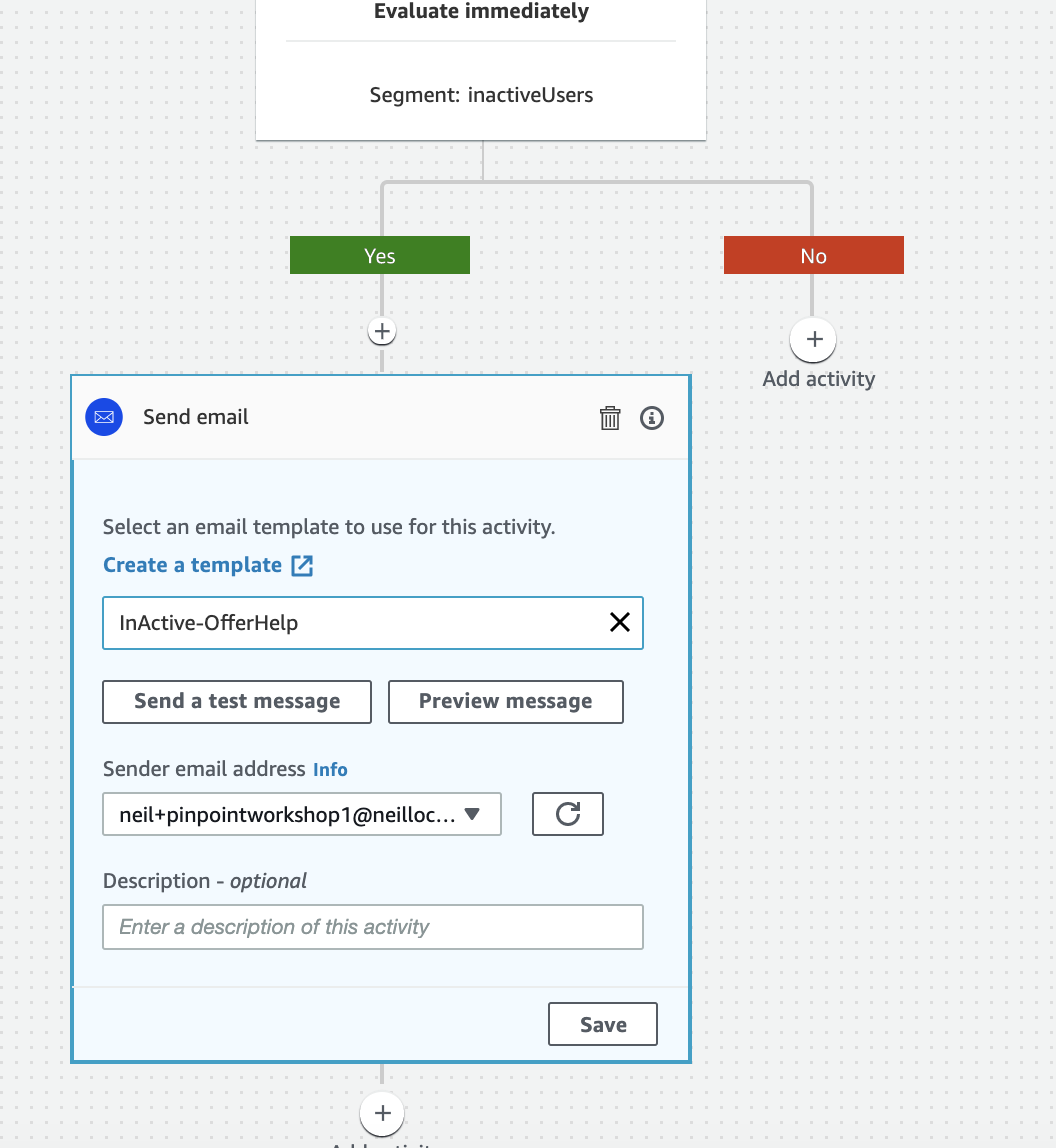 Evaluate immediately
Segment: inactiveUsers
Yes
No
Add activity
Send email
Select an email template to use for this activity.
Create a template
InActive-OfferHelp
Send a test message
Preview message
Sender email address Info
neil+pinpointworkshop1@neilloc...
Description - optional
Enter a description of this activity
Save
Add activity